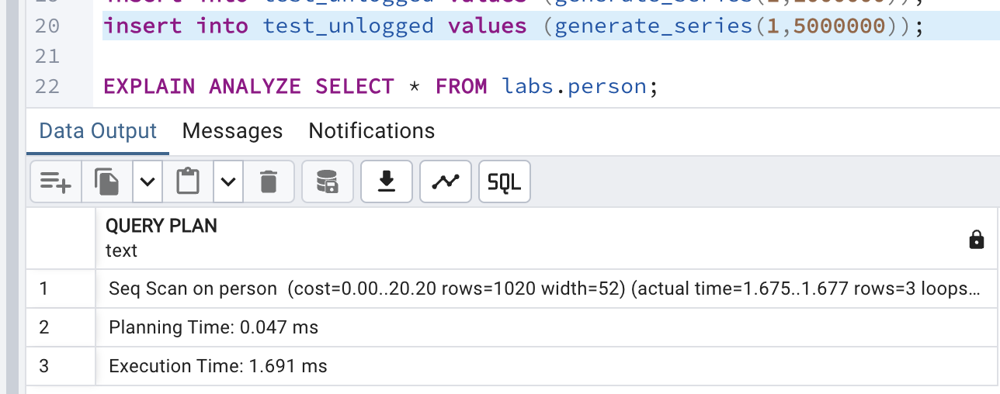 20 insert into test_unlogged values (generate_series(1,5000000));
21
22 EXPLAIN ANALYZE SELECT * FROM labs.person;
Data Output Messages Notifications
SQL
QUERY PLAN
text
1 Seq Scan on person (cost=0.00..20.20 rows=1020 width=52) (actual time=1.675..1.677 rows=3 loops…
2 Planning Time: 0.047 ms
3 Execution Time: 1.691 ms